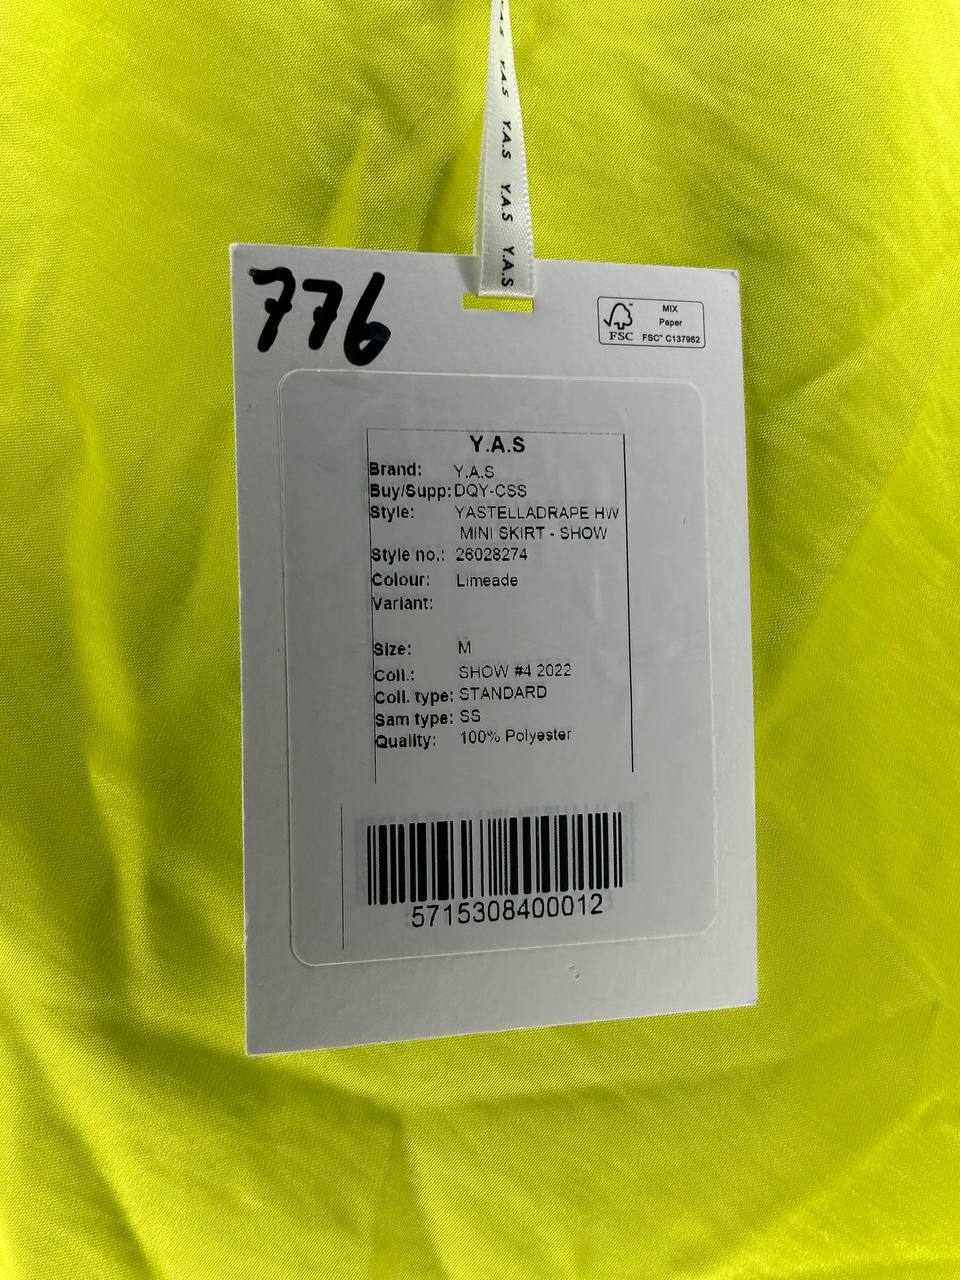 Y.A.S
Y.A.S
Y.A.S
Y.A.S
776
MIX
Paper
FSC™ C137962
FSC
Y.A.S
Brand: Y.A.S
Buy/Supp: DQY-CSS
Style: YASTELLADRAPE HW
MINI SKIRT - SHOW
Style no.: 26028274
Colour: Limeade
Variant:
Size: M
Coll.: SHOW #4 2022
Coll. type: STANDARD
Sam type: SS
Quality: 100% Polyester
5715308400012